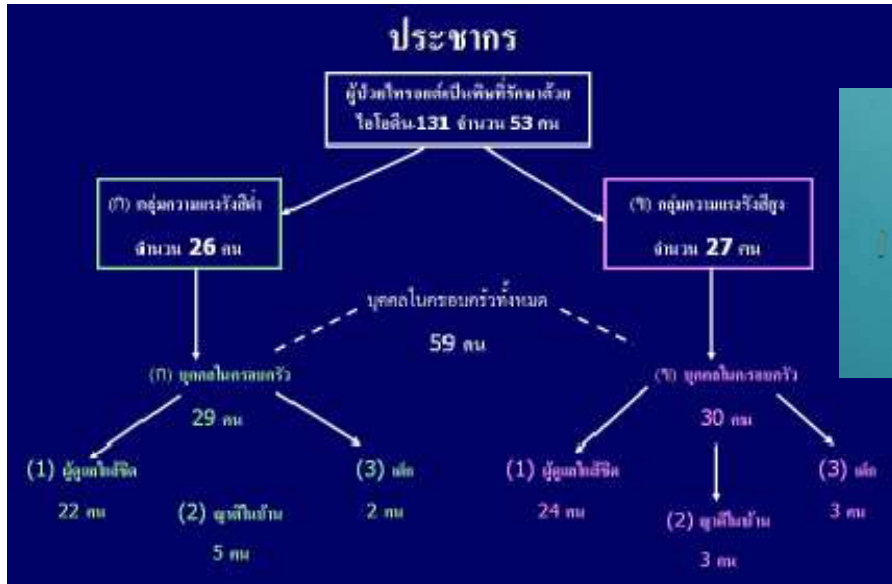 ประชากร
ผู้ป่วยไทรอยด์เป็นพิษที่รักษาด้วย
ไอโอดีน-131 จำนวน 53 คน
(ก) กลุ่มความแรงรังสีต่ำ
จำนวน 26 คน
(ข) กลุ่มความแรงรังสีสูง
จำนวน 27 คน
บุคคลในครอบครัวทั้งหมด
59 คน
(ก) บุคคลในครอบครัว
29 คน
(ข) บุคคลในครอบครัว
30 คน
(1) ผู้ดูแลใกล้ชิด
22 คน
(2) ญาติในบ้าน
5 คน
(3) เด็ก
2 คน
(1) ผู้ดูแลใกล้ชิด
24 คน
(2) ญาติในบ้าน
3 คน
(3) เด็ก
3 คน